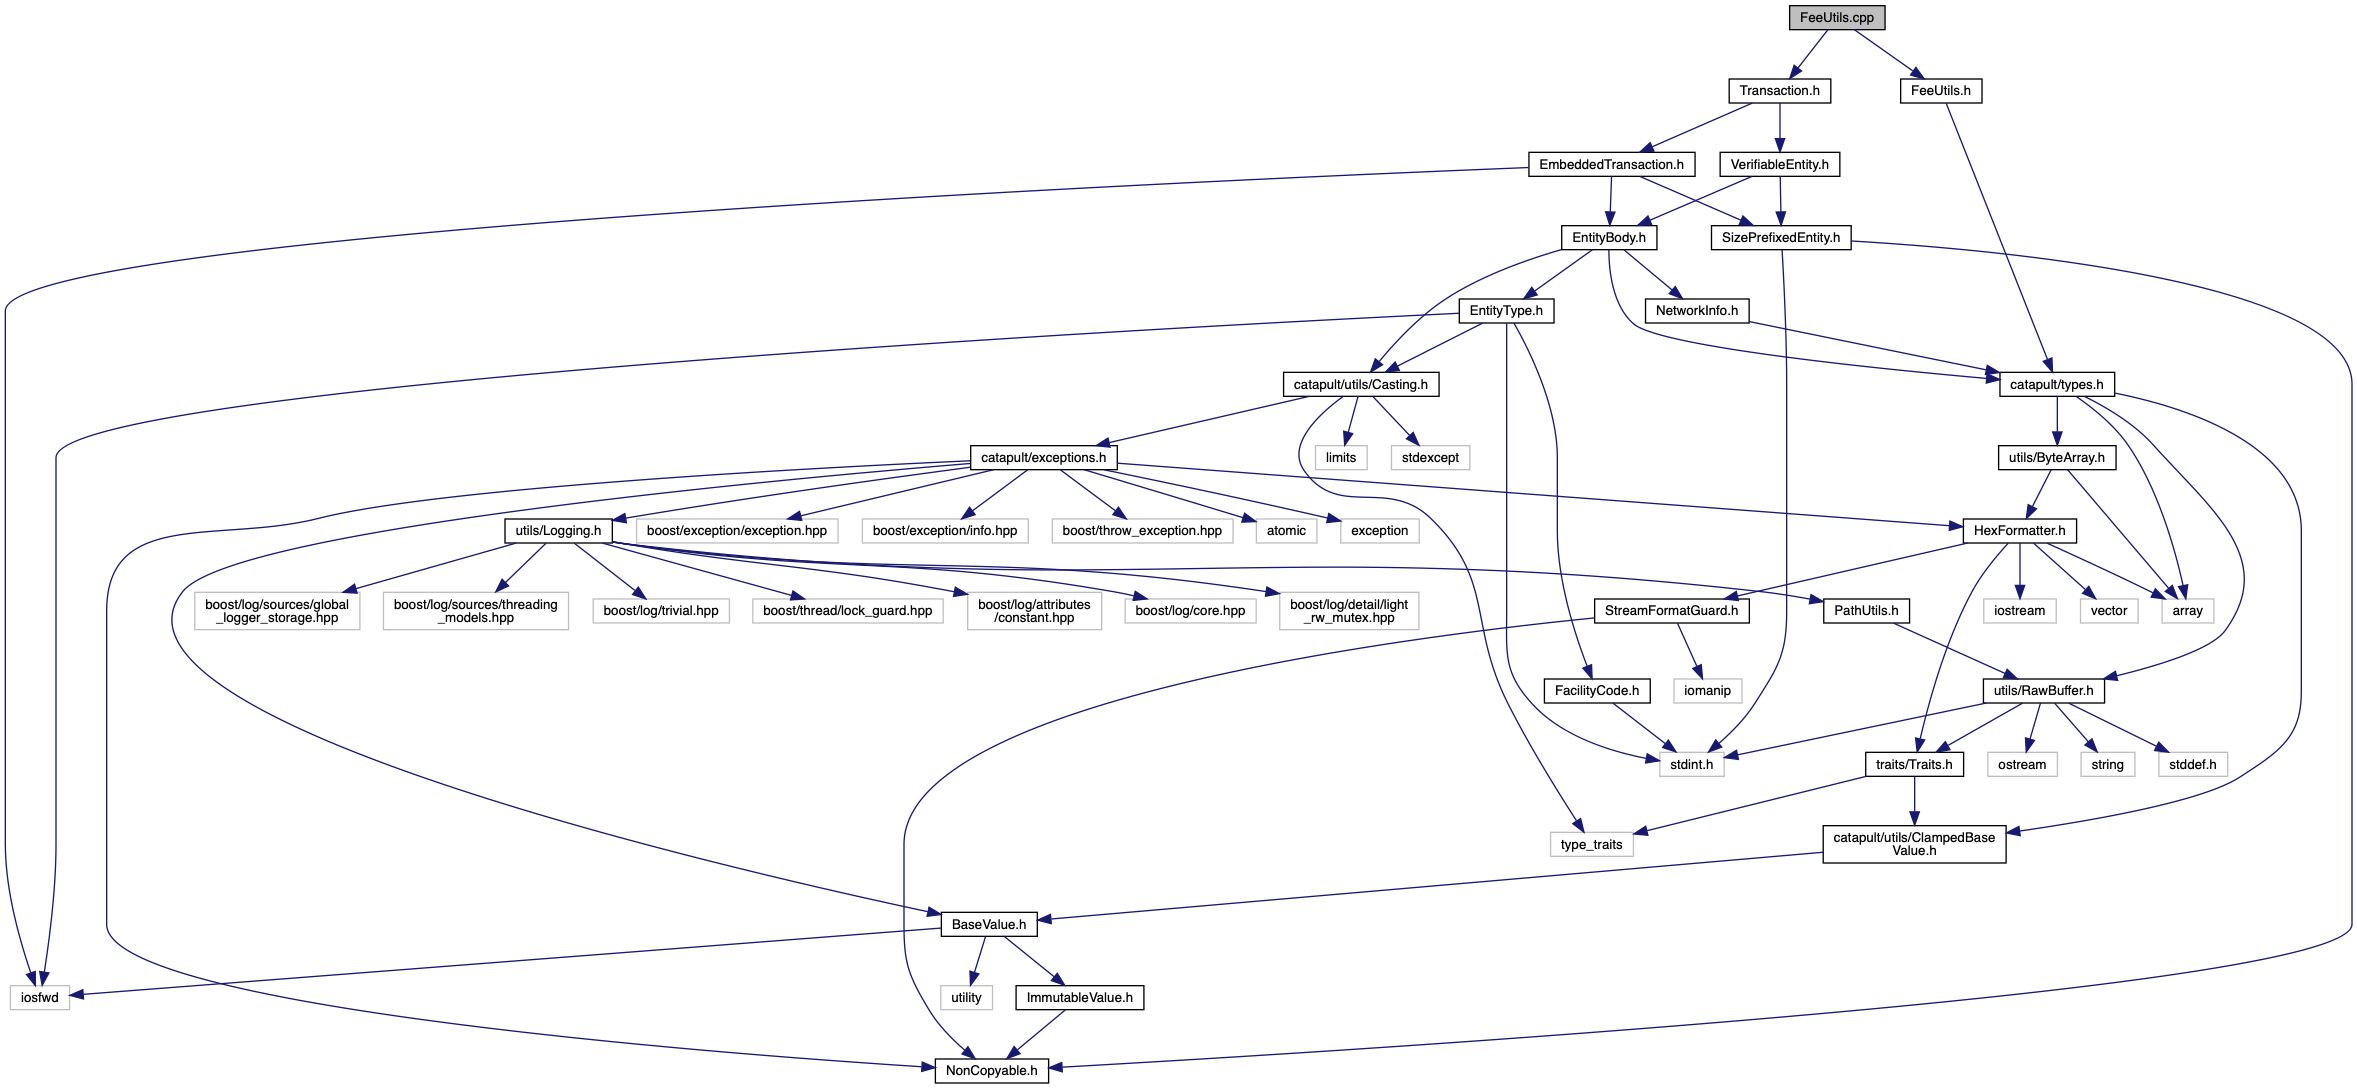 FeeUtils.cpp
Transaction.h
FeeUtils.h
EmbeddedTransaction.h
VerifiableEntity.h
EntityBody.h
SizePrefixedEntity.h
EntityType.h
NetworkInfo.h
catapult/utils/Casting.h
catapult/types.h
catapult/exceptions.h
limits
stdexcept
utils/ByteArray.h
utils/Logging.h
boost/exception/exception.hpp
boost/exception/info.hpp
boost/throw_exception.hpp
atomic
exception
HexFormatter.h
boost/log/sources/global
_logger_storage.hpp
boost/log/sources/threading
_models.hpp
boost/log/trivial.hpp
boost/thread/lock_guard.hpp
boost/log/attributes
/constant.hpp
boost/log/core.hpp
boost/log/detail/light
_rw_mutex.hpp
StreamFormatGuard.h
PathUtils.h
iostream
vector
array
FacilityCode.h
iomanip
utils/RawBuffer.h
stdint.h
traits/Traits.h
ostream
string
stddef.h
type_traits
catapult/utils/ClampedBase
Value.h
BaseValue.h
iosfwd
utility
ImmutableValue.h
NonCopyable.h